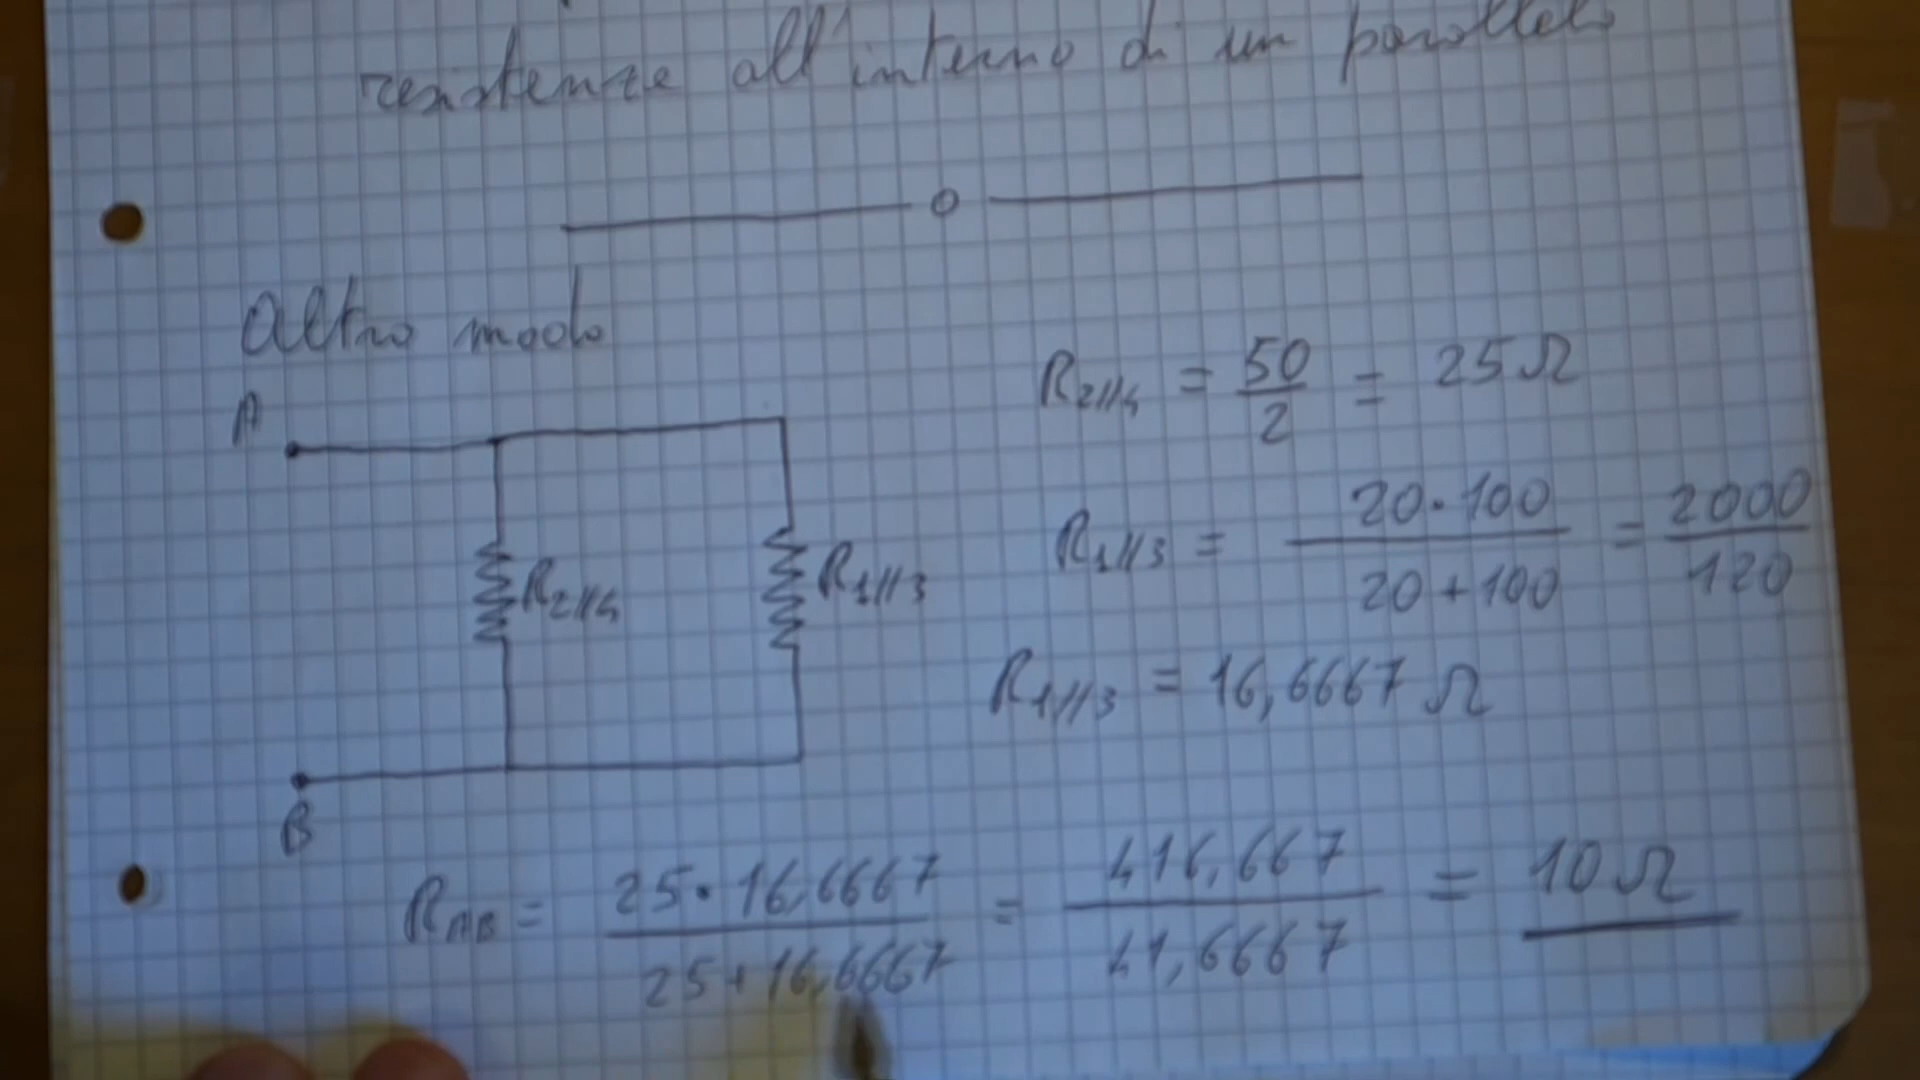 resistenze all'interno di un parallelo
Altro modo
A
R2//4 = 50/2 = 25Ω
R1//3 = 20·100/20+100 = 2000/120
R2//4
R1//3
R1//3 = 16,6667 Ω
B
RAB = 25·16,6667/25+16,6667 = 416,667/41,6667 = 10Ω